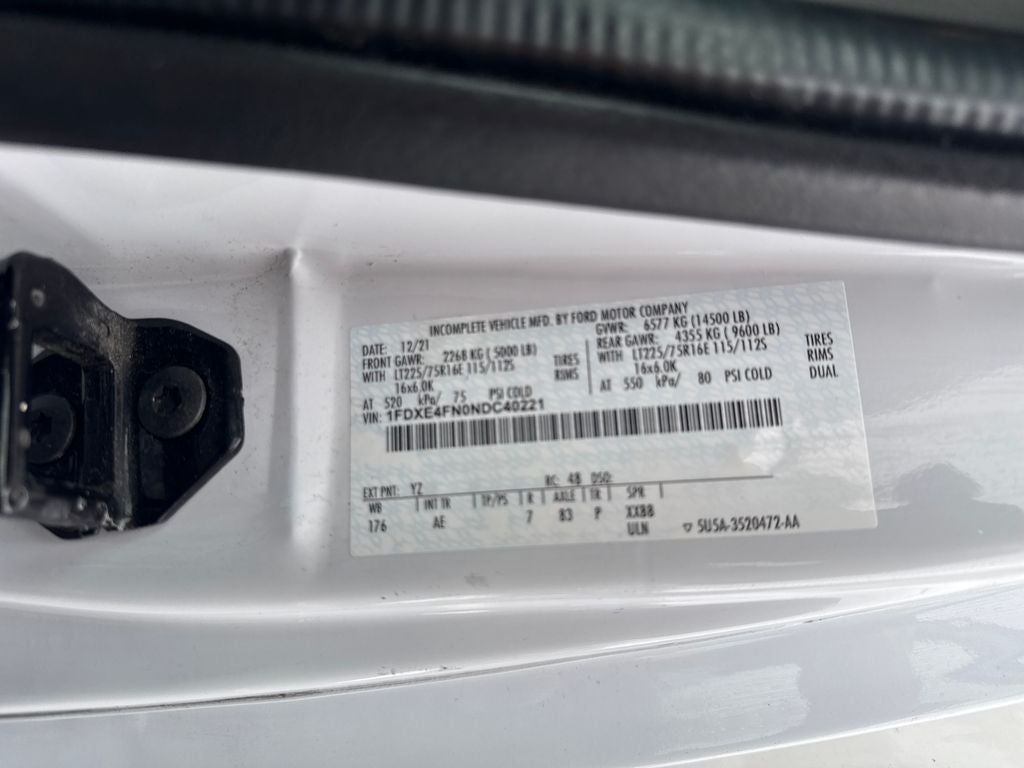 INCOMPLETE VEHICLE MFD. BY FORD MOTOR COMPANY
DATE: 12/21 GVWR: 6577 KG (14500 LB)
FRONT GAWR: 2268 KG ( 5000 LB) REAR GAWR: 4355 KG ( 9600 LB)
WITH LT225/75R16E 115/112S TIRES WITH LT225/75R16E 115/112S TIRES
16x6.0K RIMS 16x6.0K RIMS
AT 520 kPa/ 75 PSI COLD AT 550 kPa/ 80 PSI COLD DUAL
VIN: 1FDXE4FN0NDC40221
EXT PNT: YZ RC: 48 DSO:
WB INT TR TP/PS R AXLE TR SPR
176 AE 7 83 P XX88
ULN 5U5A-3520472-AA